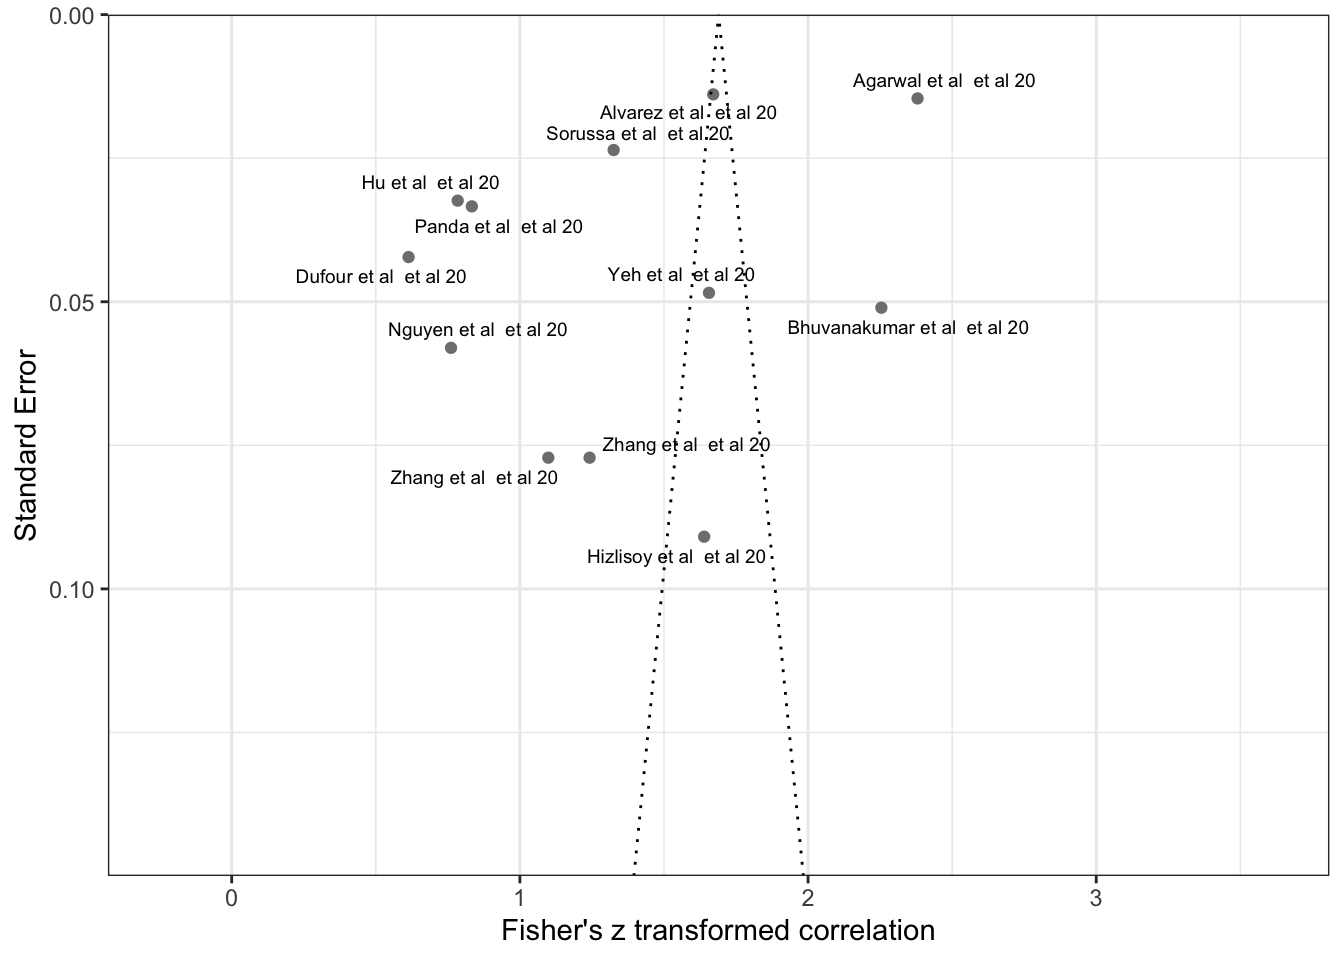 0.00
Agarwal et al  et al 20
Alvarez et al  et al 20
Sorussa et al  et al 20
Hu et al  et al 20
Panda et al  et al 20
Dufour et al  et al 20
Yeh et al  et al 20
0.05
Bhuvanakumar et al  et al 20
Nguyen et al  et al 20
Standard Error
Zhang et al  et al 20
Zhang et al  et al 20
Hizlisoy et al  et al 20
0.10
0
1
2
3
Fisher's z transformed correlation